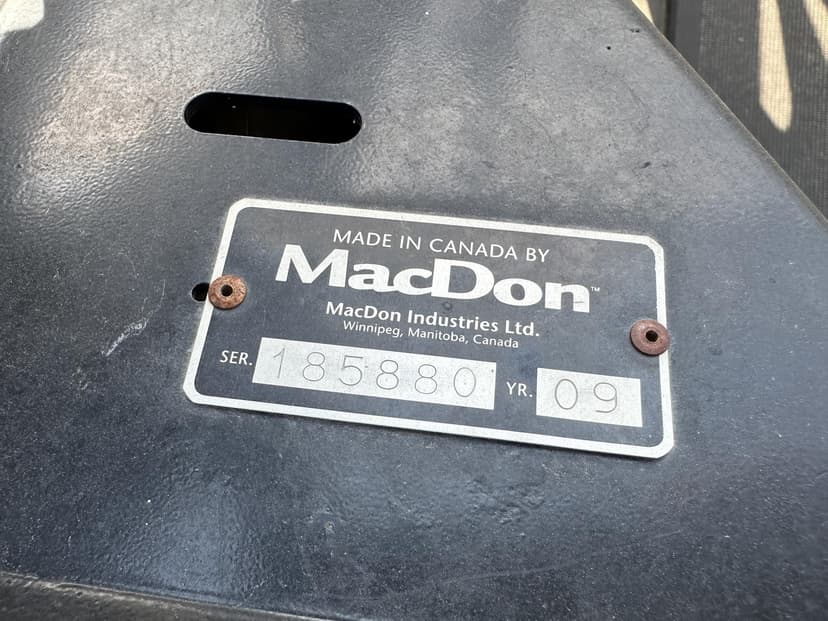 MADE IN CANADA BY
MacDon™
MacDon Industries Ltd.
Winnipeg, Manitoba, Canada
SER. 185880 YR. 09